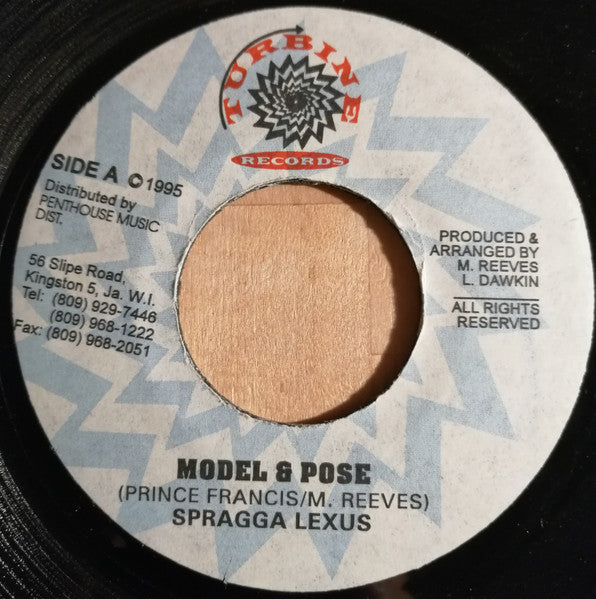 TURBINE
RECORDS
SIDE A © 1995
Distributed by
PENTHOUSE MUSIC
DIST.
56 Slipe Road,
Kingston 5, Ja. W.I.
Tel: (809) 929-7446
(809) 968-1222
Fax: (809) 968-2051
PRODUCED &
ARRANGED BY
M. REEVES
L. DAWKIN
ALL RIGHTS
RESERVED
MODEL & POSE
(PRINCE FRANCIS/M. REEVES)
SPRAGGA LEXUS